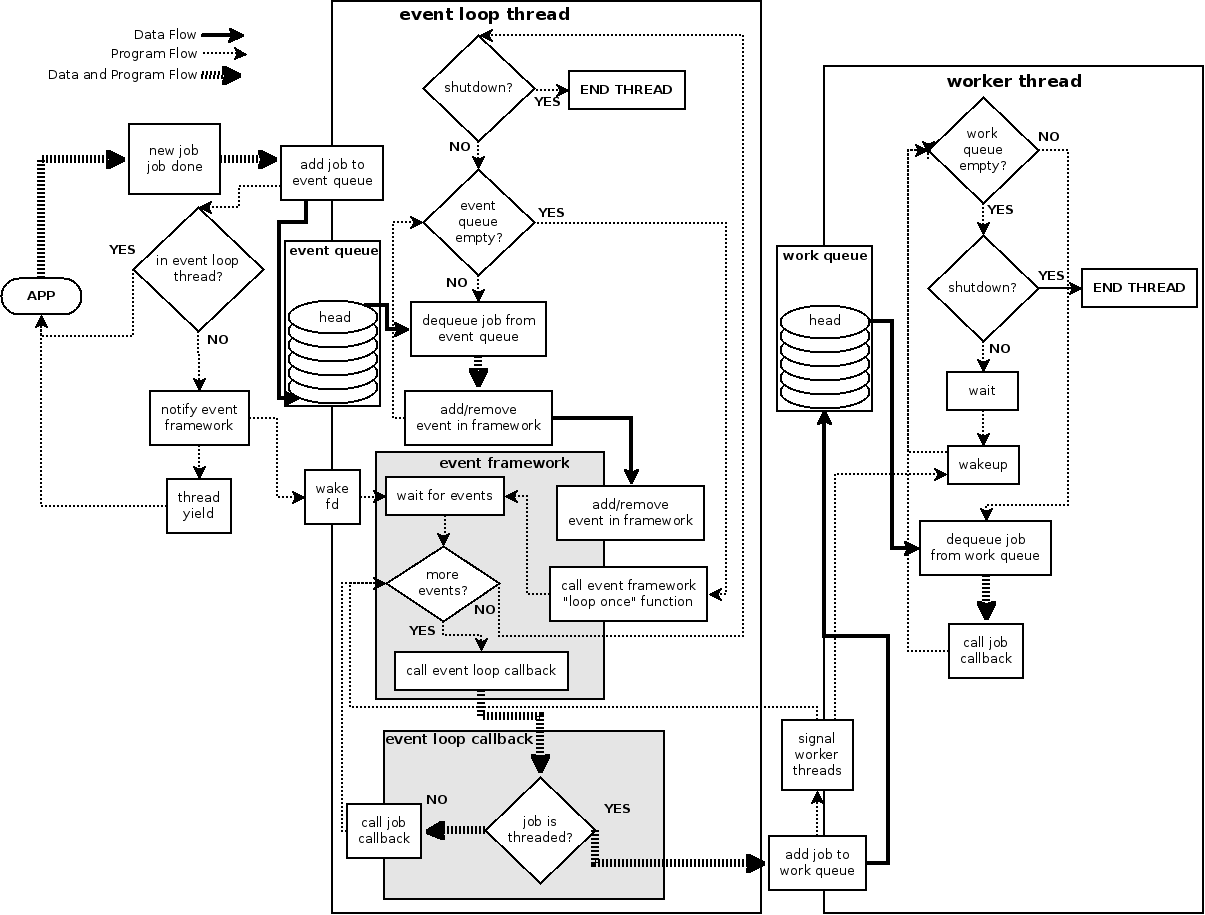 event loop thread
Data Flow
Program Flow
Data and Program Flow
shutdown?
YES
END THREAD
NO
worker thread
new job
job done
add job to
event queue
event
queue
empty?
YES
NO
YES
in event loop
thread?
NO
APP
event queue
head
dequeue job from
event queue
notify event
framework
add/remove
event in framework
thread
yield
wake
fd
event framework
wait for events
add/remove
event in framework
more
events?
NO
YES
call event framework
"loop once" function
call event loop callback
event loop callback
NO
YES
call job
callback
job is
threaded?
work
queue
empty?
NO
YES
work queue
head
shutdown?
YES
END THREAD
NO
wait
wakeup
dequeue job
from work queue
call job
callback
signal
worker
threads
add job to
work queue